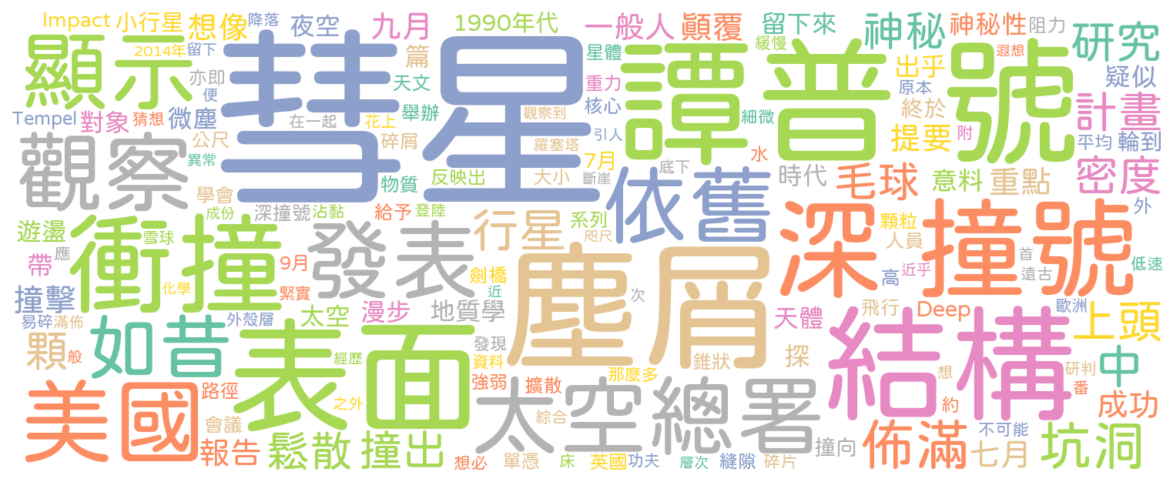 Impact 小行星 想像 降落 夜空 九月 1990年代 一般人 顛覆 留下來 神秘 神秘性 阻力
顯示 2014年 留下 彗星 篇 星體 譚普號 緩慢 遐想 研究
亦即 天文 重力 出乎 原本 疑似
Tempel 對象 猜想 便 微塵 舉辦 觀察到 核心 細微 終於 計畫
公尺 在一起 花上 碎屑 羅塞塔 引人 提要 附 平均 輪到
觀察 異常 物質 反映出 大小 7月 斷崖 底下 水 時代 毛球 意料 重點 密度
學會 成份 深撞號 沾黏 給予 登陸 系列 依舊 顆粒 外
遊盪 雪球 衝撞 發表 行星 咫尺 深撞號 人員 首
帶 應 化學 9月 緊實 劍橋 近 次 塵屑 高 近乎 遠古 低速
撞擊 易碎 滿佈 外殼層 太空 漫步 地質學 天體 飛行 Deep 歐洲 上頭
顆 般 如昔 表面 經歷 發現 資料 強弱 那麼多 錐狀 探 結構 想 研判 中
美國 路徑 之外 擴散 太空總署 約 番 成功
報告 會議 鬆散 撞出 綜合 撞向 佈滿 不可能 七月 坑洞
想必 單憑 床 英國 功夫 層次 縫隙 碎片